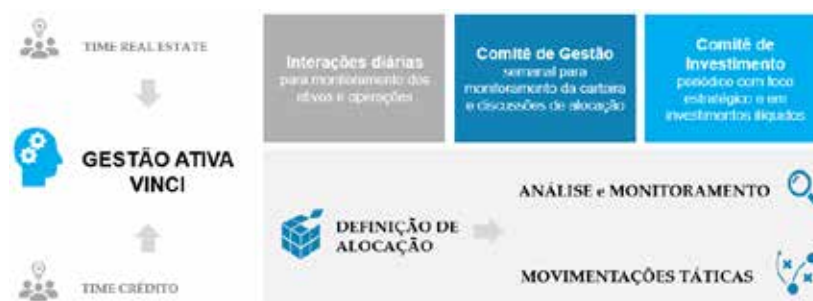 TIME REAL ESTATE
GESTÃO ATIVA
VINCI
TIME CRÉDITO
Interações diárias
para monitoramento dos
ativos e operações
Comitê de Gestão
semanal para
monitoramento da carteira
e discussões de alocação
Comitê de
Investimento
periódico com foco
estratégico e em
investimentos ilíquidos
DEFINIÇÃO DE
ALOCAÇÃO
ANÁLISE e MONITORAMENTO
MOVIMENTAÇÕES TÁTICAS